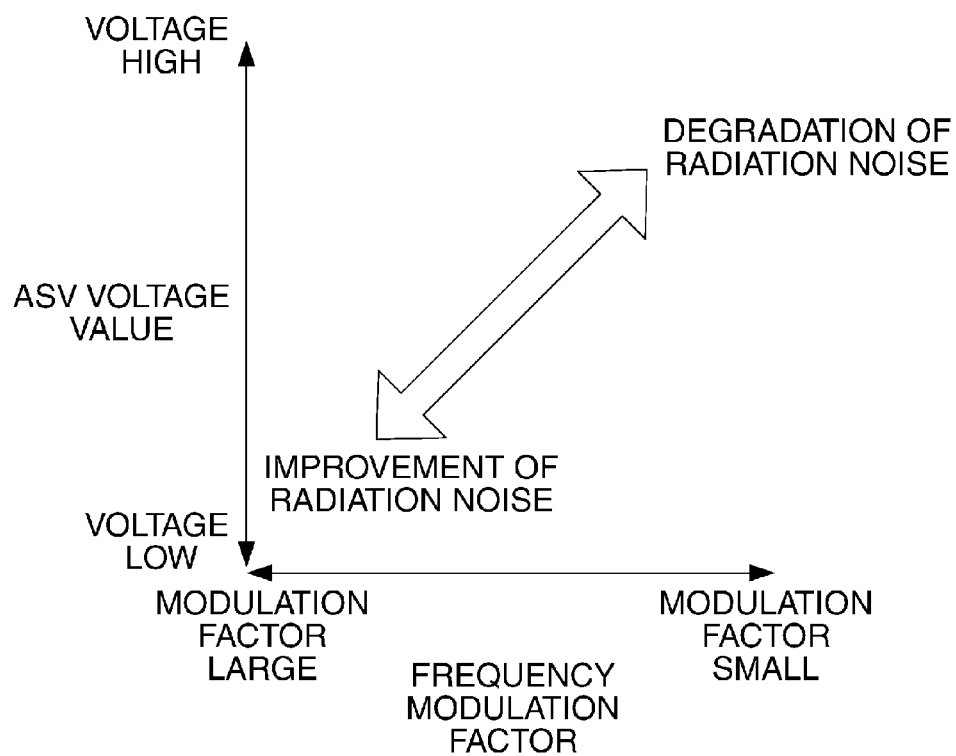 VOLTAGE
HIGH
DEGRADATION OF
RADIATION NOISE
ASV VOLTAGE
VALUE
IMPROVEMENT OF
RADIATION NOISE
VOLTAGE
LOW
MODULATION
FACTOR
LARGE
MODULATION
FACTOR
SMALL
FREQUENCY
MODULATION
FACTOR